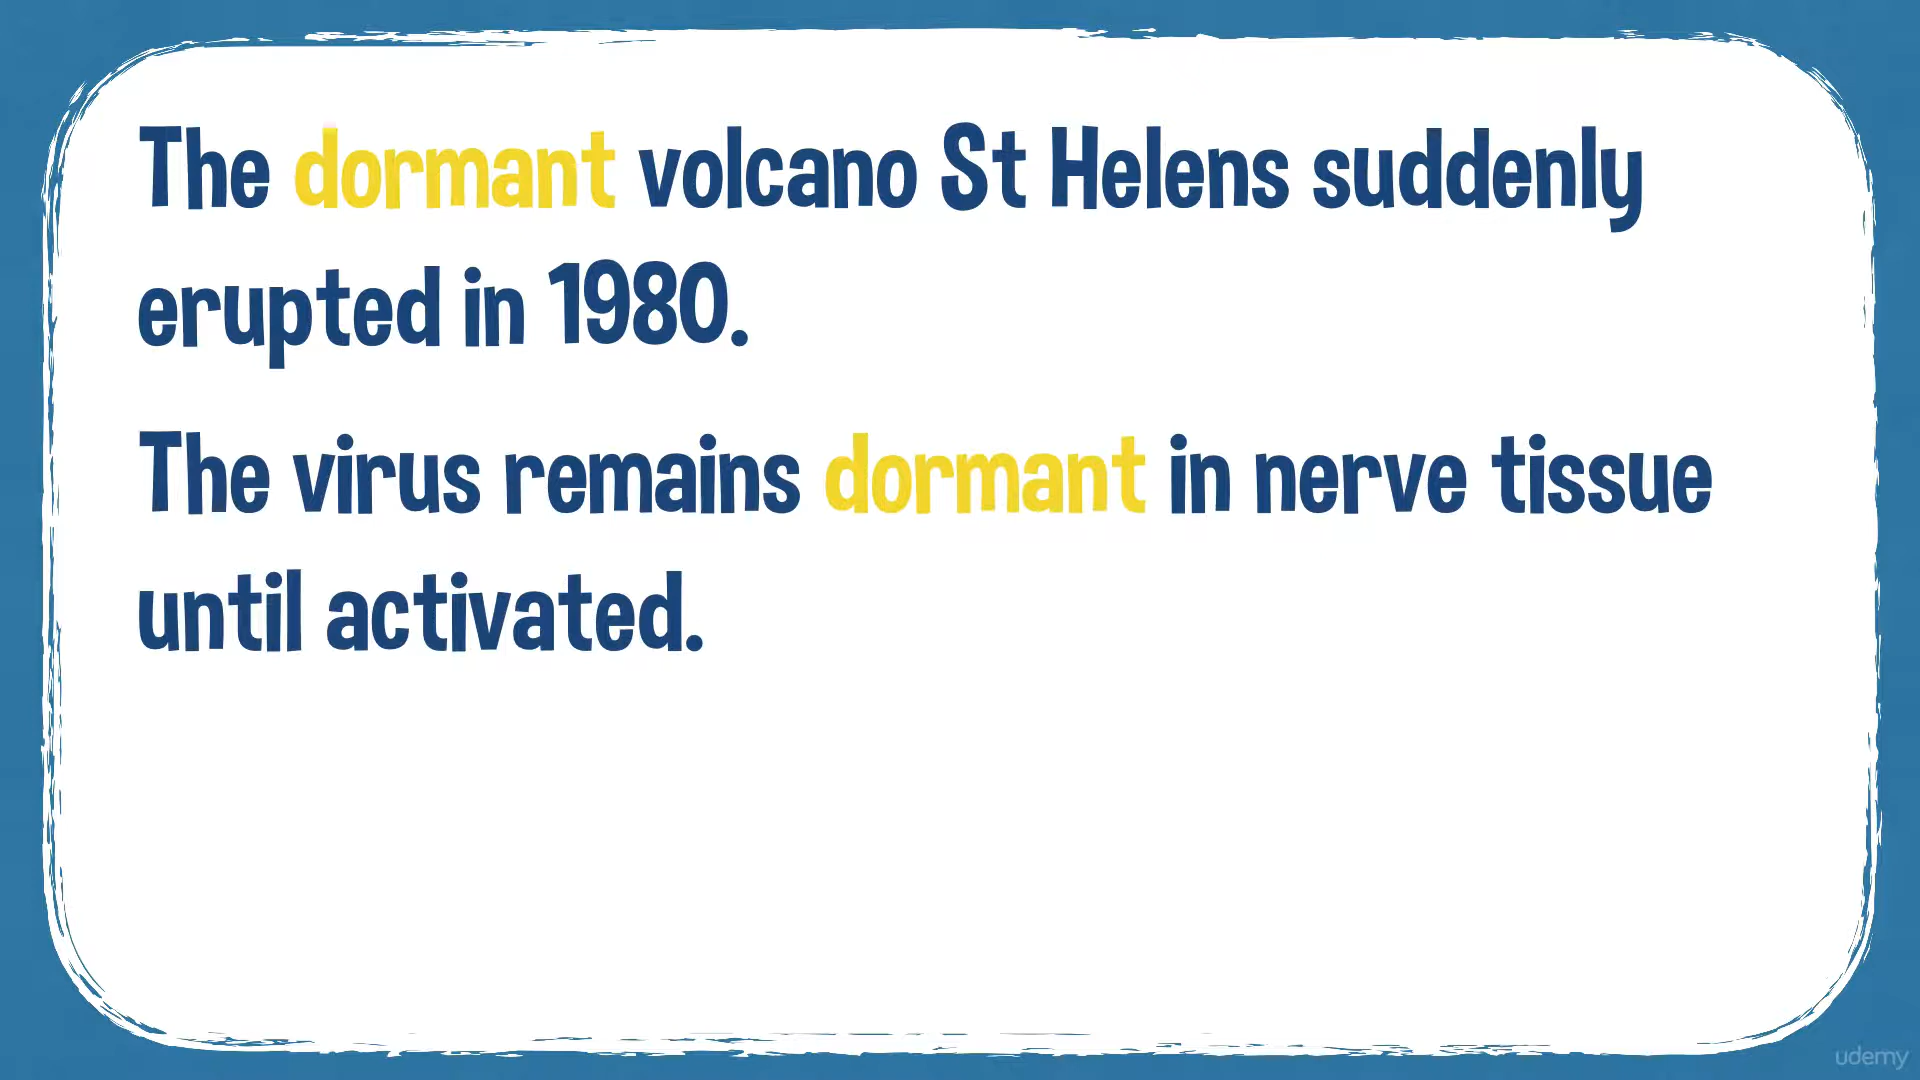 The dormant volcano St Helens suddenly
erupted in 1980.
The virus remains dormant in nerve tissue
until activated.
udemy